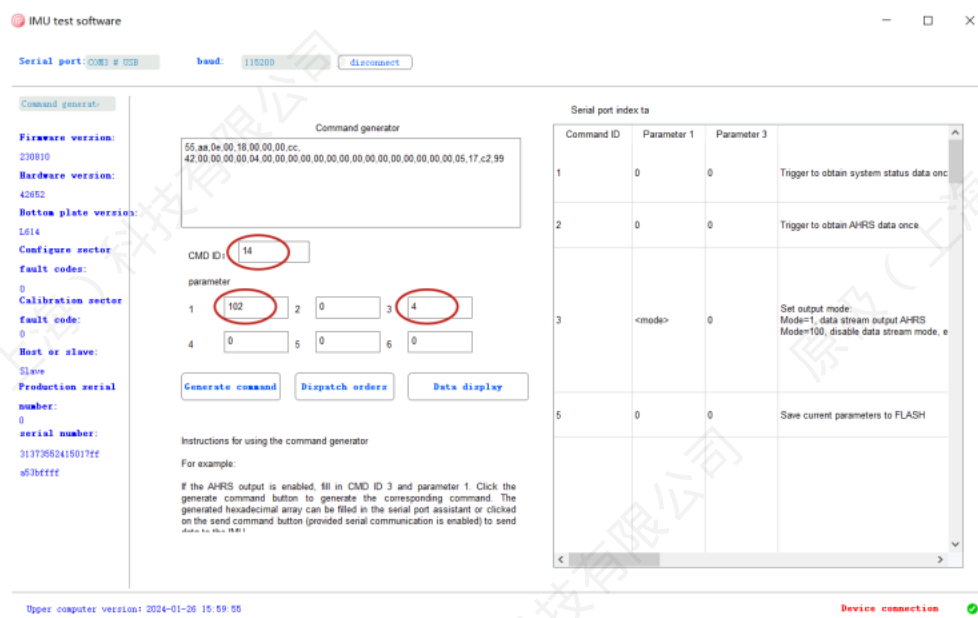 IMU test software
Serial port: COM3 # USB baud: 115200 disconnect
Command generat-
Firmware version:
230810
Hardware version:
42652
Bottom plate version:
L614
Configure sector
fault codes:
0
Calibration sector
fault code:
0
Host or slave:
Slave
Production serial
number:
0
serial number:
31373552415017ff
a53bffff
Command generator
55,aa,0e,00,18,00,00,00,cc,
42,00,00,00,00,04,00,00,00,00,00,00,00,00,00,00,00,00,00,00,00,05,17,c2,99
CMD ID: 14
parameter
1 102 2 0 3 4
4 0 5 0 6 0
Generate command Dispatch orders Data display
Instructions for using the command generator
For example:
If the AHRS output is enabled, fill in CMD ID 3 and parameter 1. Click the
generate command button to generate the corresponding command. The
generated hexadecimal array can be filled in the serial port assistant or clicked
on the send command button (provided serial communication is enabled) to send
data to the IMU
Serial port index ta
Command ID Parameter 1 Parameter 3
1 0 0 Trigger to obtain system status data onc
2 0 0 Trigger to obtain AHRS data once
3 <mode> 0 Set output mode:
Mode=1, data stream output AHRS
Mode=100, disable data stream mode, e
5 0 0 Save current parameters to FLASH
Upper computer version: 2024-01-26 15:59:55
Device connection